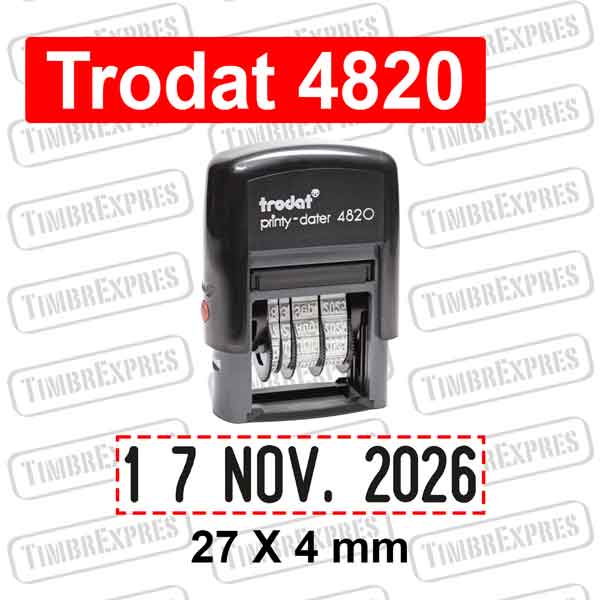 Trodat 4820
trodat
printy-dater 4820
1 7 NOV. 2026
27 X 4 mm
TIMBREXPRES